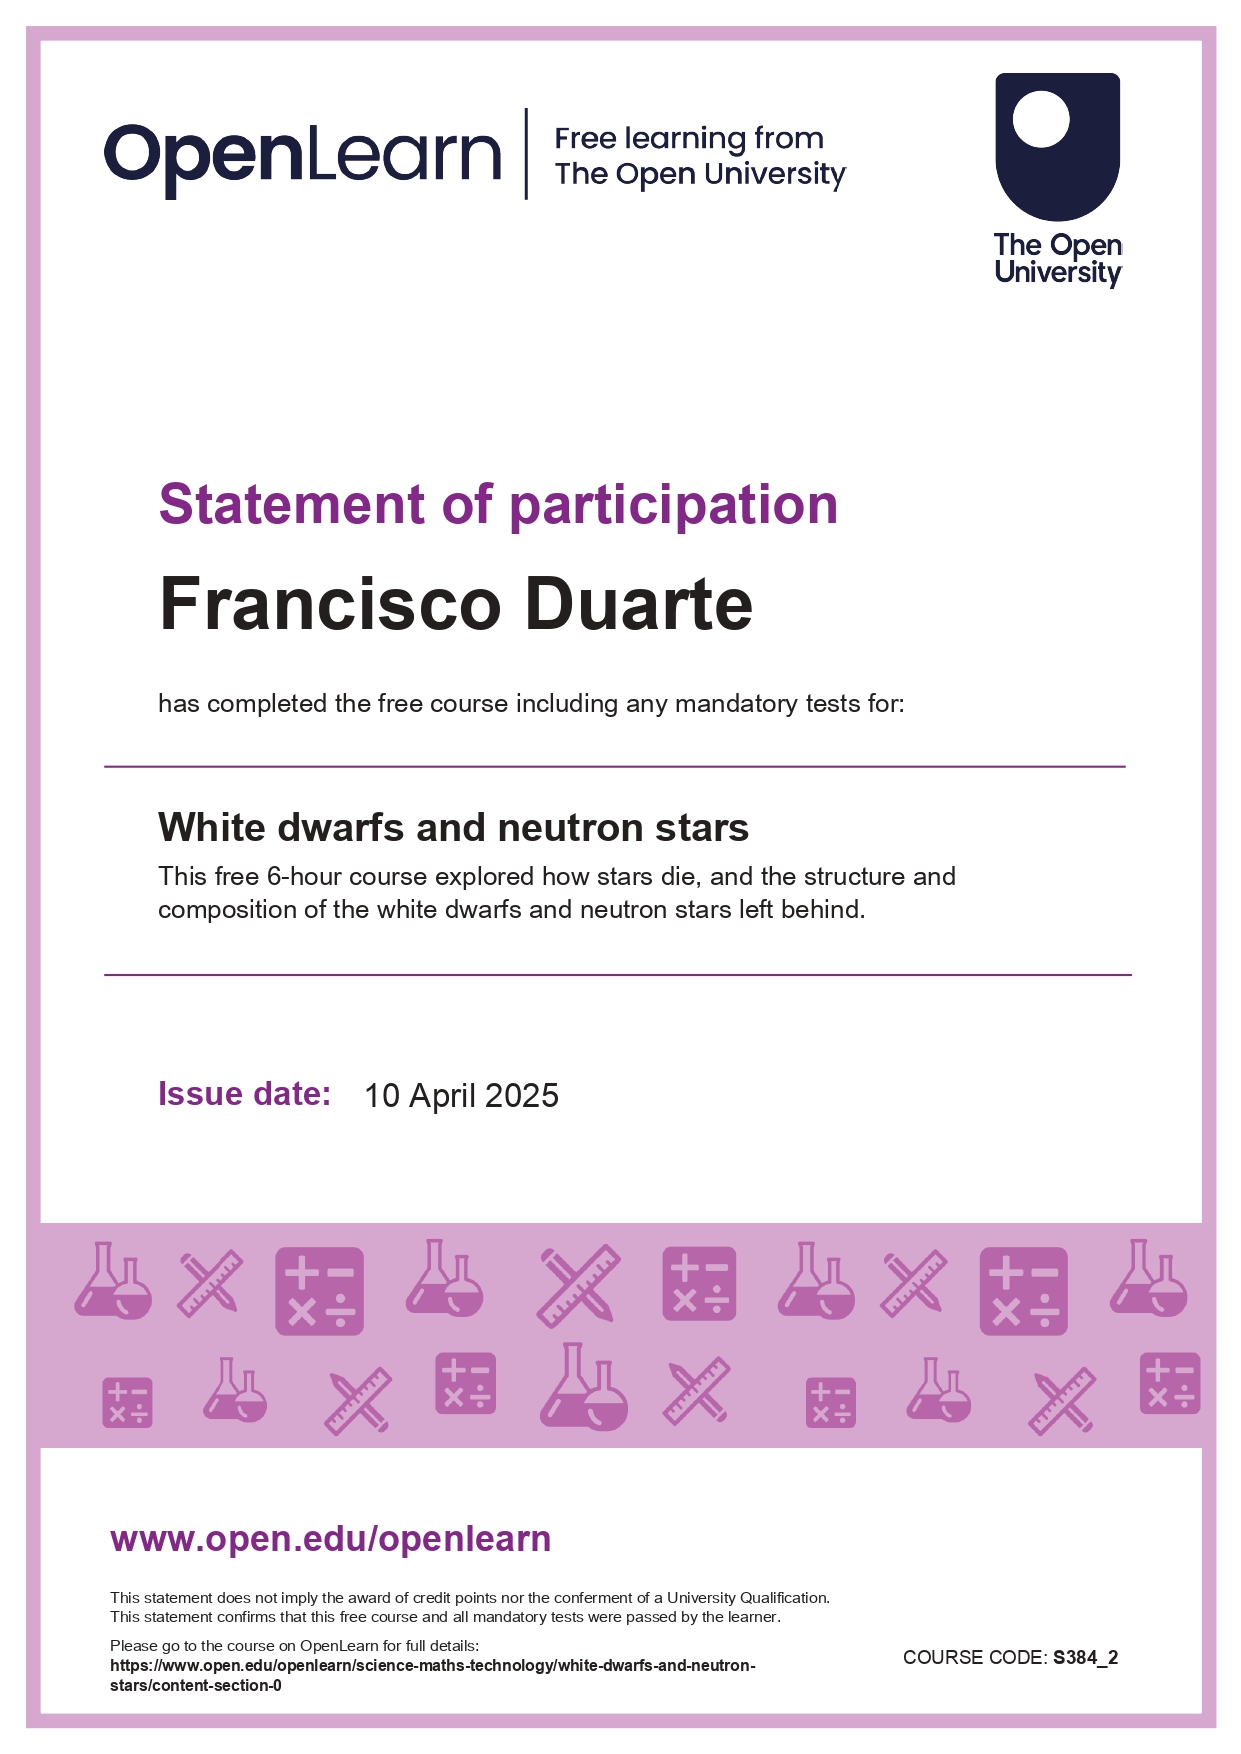 OpenLearn
Free learning from
The Open University
The Open
University
Statement of participation
Francisco Duarte
has completed the free course including any mandatory tests for:
White dwarfs and neutron stars
This free 6-hour course explored how stars die, and the structure and
composition of the white dwarfs and neutron stars left behind.
Issue date: 10 April 2025
www.open.edu/openlearn
This statement does not imply the award of credit points nor the conferment of a University Qualification.
This statement confirms that this free course and all mandatory tests were passed by the learner.
Please go to the course on OpenLearn for full details:
https://www.open.edu/openlearn/science-maths-technology/white-dwarfs-and-neutron-
stars/content-section-0
COURSE CODE: S384_2